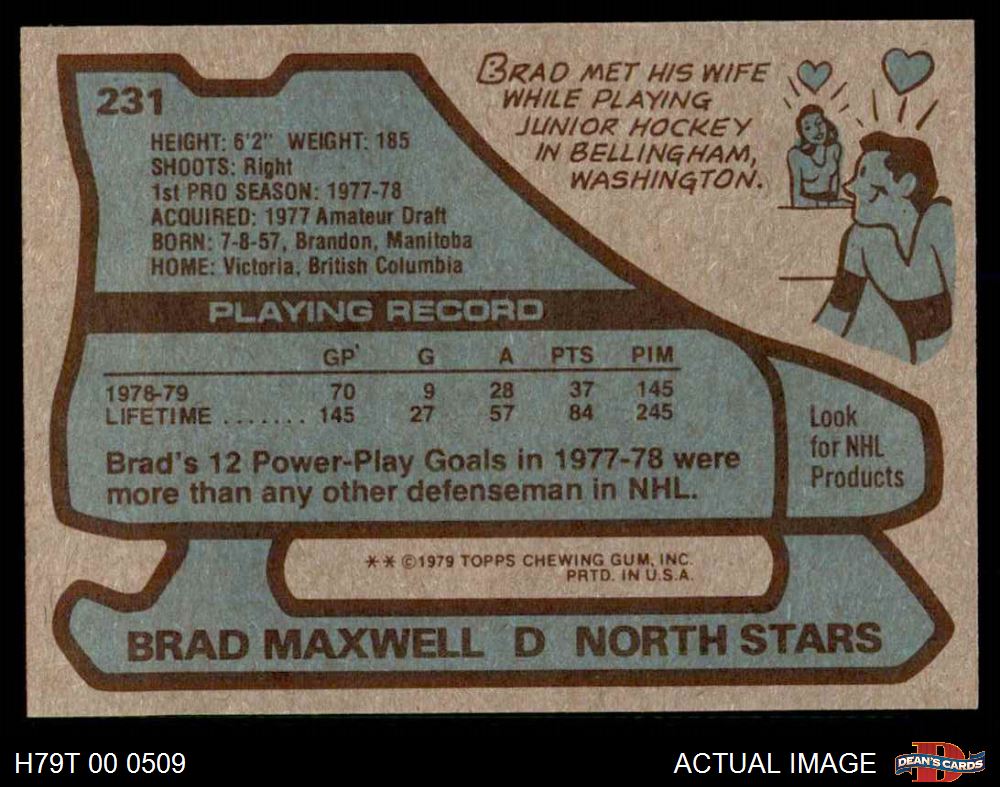 231
HEIGHT: 6'2" WEIGHT: 185
SHOOTS: Right
1st PRO SEASON: 1977-78
ACQUIRED: 1977 Amateur Draft
BORN: 7-8-57, Brandon, Manitoba
HOME: Victoria, British Columbia
BRAD MET HIS WIFE
WHILE PLAYING
JUNIOR HOCKEY
IN BELLINGHAM,
WASHINGTON.
PLAYING RECORD
GP G A PTS PIM
1978-79 70 9 28 37 145
LIFETIME ....... 145 27 57 84 245
Brad's 12 Power-Play Goals in 1977-78 were
more than any other defenseman in NHL.
Look
for NHL
Products
** ©1979 TOPPS CHEWING GUM, INC.
PRTD. IN U.S.A.
BRAD MAXWELL D NORTH STARS
H79T 00 0509
ACTUAL IMAGE
D
DEAN'S CARDS